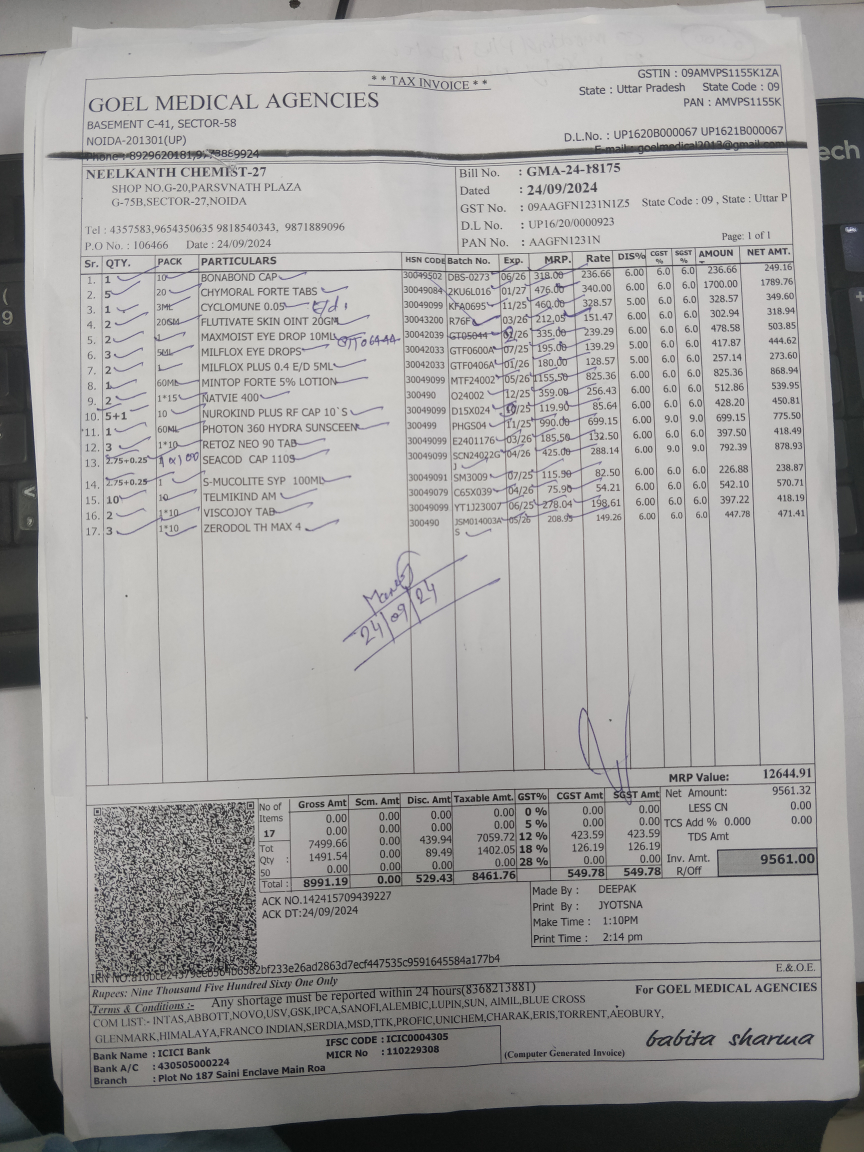 * * TAX INVOICE * *
GOEL MEDICAL AGENCIES
BASEMENT C-41, SECTOR-58
NOIDA-201301(UP)
GSTIN : 09AMVPS1155K1ZA
State : Uttar Pradesh State Code : 09
PAN : AMVPS1155K
D.L.No. : UP1620B000067 UP1621B000067
NEELKANTH CHEMIST-27
SHOP NO.G-20,PARSVNATH PLAZA
G-75B,SECTOR-27,NOIDA
Tel : 4357583,9654350635 9818540343, 9871889096
P.O No. : 106466 Date : 24/09/2024
Bill No. : GMA-24-18175
Dated : 24/09/2024
GST No. : 09AAGFN1231N1Z5 State Code : 09 , State : Uttar P
D.L No. : UP16/20/0000923
PAN No. : AAGFN1231N
Page: 1 of 1
Sr. QTY. PACK PARTICULARS HSN CODE Batch No. Exp. MRP. Rate DIS% CGST % SGST % AMOUN NET AMT.
1. 1 10 BONABOND CAP 30049502 DBS-0273 06/26 318.00 236.66 6.00 6.0 6.0 236.66 249.16
2. 5 20 CHYMORAL FORTE TABS 30049084 2KU6L016 01/27 476.00 340.00 6.00 6.0 6.0 1700.00 1789.76
3. 1 3ML CYCLOMUNE 0.05 E/d 30049099 KFA0695 11/25 460.00 328.57 5.00 6.0 6.0 328.57 349.60
4. 2 20GM FLUTIVATE SKIN OINT 20GM 30043200 R76F 03/26 212.05 151.47 6.00 6.0 6.0 302.94 318.94
5. 2 1 MAXMOIST EYE DROP 10ML 30042039 GT05044 335.00 239.29 6.00 6.0 6.0 478.58 503.85
6. 3 5ML MILFLOX EYE DROPS 30042033 GTF0600A 07/25 195.00 139.29 5.00 6.0 6.0 417.87 444.62
7. 2 1 MILFLOX PLUS 0.4 E/D 5ML 30042033 GTF0406A 01/26 180.00 128.57 5.00 6.0 6.0 257.14 273.60
8. 1 60ML MINTOP FORTE 5% LOTION 30049099 MTF24002 05/26 1155.50 825.36 6.00 6.0 6.0 825.36 868.94
9. 2 1*15 NATVIE 400 300490 O24002 12/25 359.00 256.43 6.00 6.0 6.0 512.86 539.95
10. 5+1 10 NUROKIND PLUS RF CAP 10`S 30049099 D15X024 119.90 85.64 6.00 6.0 6.0 428.20 450.81
11. 1 60ML PHOTON 360 HYDRA SUNSCEEN 300499 PHGS04 11/25 990.00 699.15 6.00 9.0 9.0 699.15 775.50
12. 3 1*10 RETOZ NEO 90 TAB 30049099 E2401176 03/26 185.50 132.50 6.00 6.0 6.0 397.50 418.49
13. 2.75+0.25 SEACOD CAP 110S 30049099 SCN24022G 04/26 425.00 288.14 6.00 9.0 9.0 792.39 878.93
J
14. 2.75+0.25 1 S-MUCOLITE SYP 100ML 30049091 SM3009 07/25 115.50 82.50 6.00 6.0 6.0 226.88 238.87
15. 10 10 TELMIKIND AM 30049079 C65X039 04/26 75.90 54.21 6.00 6.0 6.0 542.10 570.71
16. 2 1*10 VISCOJOY TAB 30049099 YT1J23007 06/25 278.04 198.61 6.00 6.0 6.0 397.22 418.19
17. 3 1*10 ZERODOL TH MAX 4 300490 JSM014003A 05/26 208.95 149.26 6.00 6.0 6.0 447.78 471.41
S
24/09/24
MRP Value: 12644.91
No of Items 17 Tot Qty : 50
Gross Amt Scm. Amt Disc. Amt Taxable Amt. GST% CGST Amt SGST Amt
0.00 0.00 0.00 0.00 0 % 0.00 0.00
0.00 0.00 0.00 0.00 5 % 0.00 0.00
7499.66 0.00 439.94 7059.72 12 % 423.59 423.59
1491.54 0.00 89.49 1402.05 18 % 126.19 126.19
0.00 0.00 0.00 0.00 28 % 0.00 0.00
Total : 8991.19 0.00 529.43 8461.76 549.78 549.78
Net Amount: 9561.32
LESS CN 0.00
TCS Add % 0.000 0.00
TDS Amt
Inv. Amt. 9561.00
R/Off
ACK NO.142415709439227
ACK DT:24/09/2024
Made By : DEEPAK
Print By : JYOTSNA
Make Time : 1:10PM
Print Time : 2:14 pm
E.&.O.E.
Rupees: Nine Thousand Five Hundred Sixty One Only
Terms & Conditions :- Any shortage must be reported within 24 hours(8368213881)
For GOEL MEDICAL AGENCIES
COM LIST:- INTAS,ABBOTT,NOVO,USV,GSK,IPCA,SANOFI,ALEMBIC,LUPIN,SUN, AIMIL,BLUE CROSS
GLENMARK,HIMALAYA,FRANCO INDIAN,SERDIA,MSD,TTK,PROFIC,UNICHEM,CHARAK,ERIS,TORRENT,AEOBURY,
Bank Name : ICICI Bank IFSC CODE : ICIC0004305
Bank A/C : 430505000224 MICR No : 110229308
Branch : Plot No 187 Saini Enclave Main Roa
(Computer Generated Invoice)
babita sharma